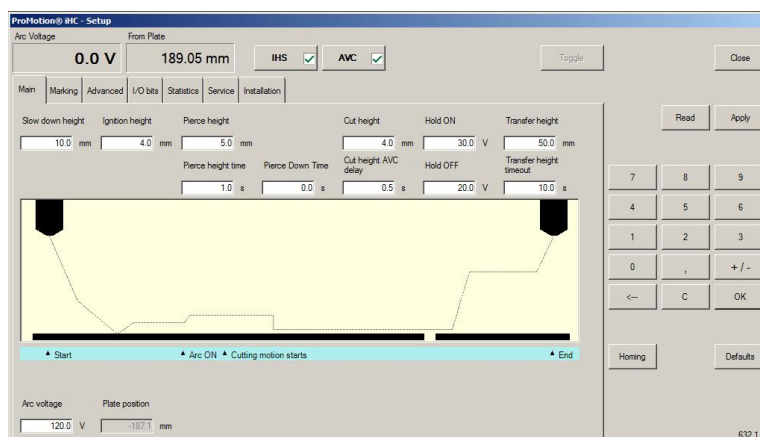 ProMotion® iHC - Setup
Arc Voltage From Plate
0.0 V 189.05 mm IHS AVC Toggle Close
Main Marking Advanced I/O bits Statistics Service Installation
Read Apply
Slow down height Ignition height Pierce height Cut height Hold ON Transfer height
10.0 mm 4.0 mm 5.0 mm 4.0 mm 30.0 V 50.0 mm
Pierce height time Pierce Down Time Cut height AVC delay Hold OFF Transfer height timeout
1.0 s 0.0 s 0.5 s 20.0 V 10.0 s
7 8 9
4 5 6
1 2 3
0 , + / -
<--- C OK
Start Arc ON Cutting motion starts End
Homing Defaults
Arc voltage Plate position
120.0 V -187.1 mm
632.1